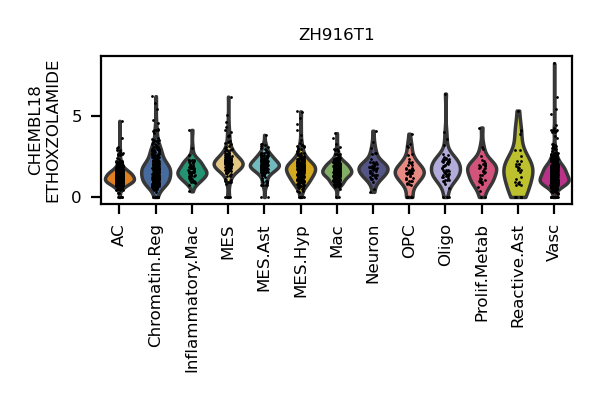 ZH916T1
CHEMBL18
ETHOXZOLAMIDE
5
0
AC
Chromatin.Reg
Inflammatory.Mac
MES
MES.Ast
MES.Hyp
Mac
Neuron
OPC
Oligo
Prolif.Metab
Reactive.Ast
Vasc